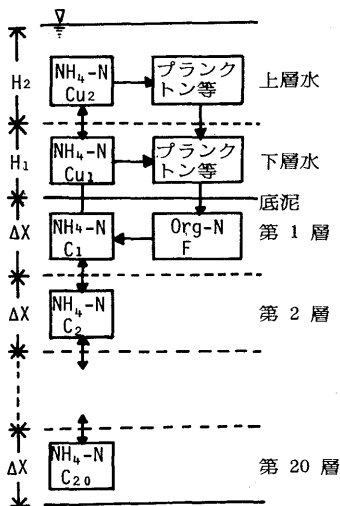 H2
NH4-N
Cu2
プランク
トン等
上層水
H1
NH4-N
Cu1
プランク
トン等
下層水
底泥
ΔX
NH4-N
C1
Org-N
F
第 1 層
ΔX
NH4-N
C2
第 2 層
ΔX
NH4-N
C20
第 20 層